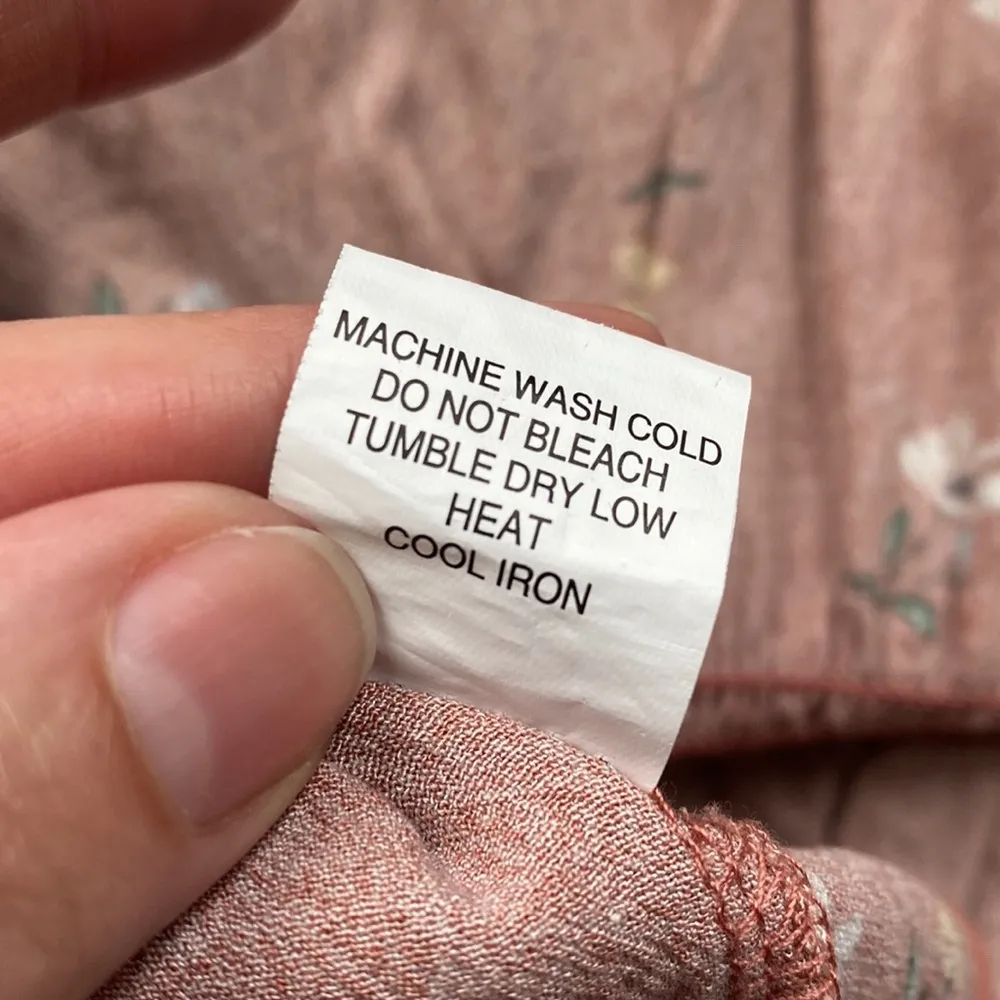 MACHINE WASH COLD
DO NOT BLEACH
TUMBLE DRY LOW
HEAT
COOL IRON